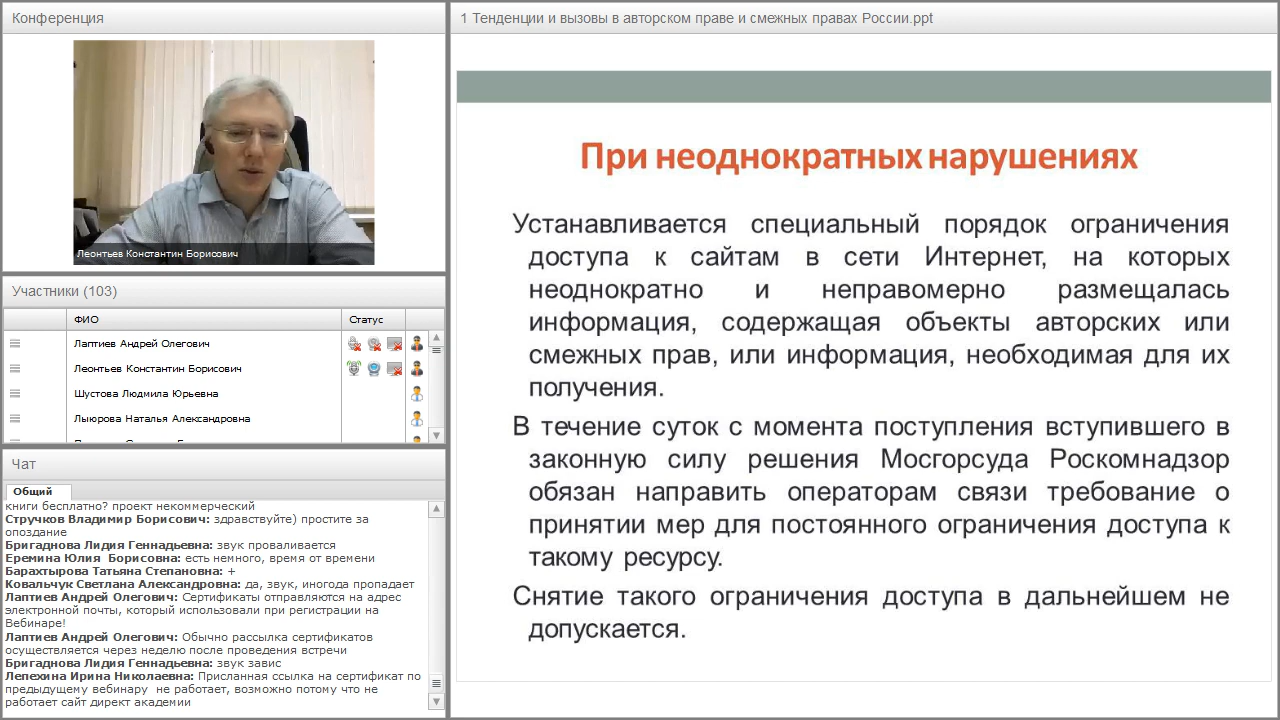 Конференция
Леонтьев Константин Борисович
Участники (103)
ФИО
Статус
Лаптиев Андрей Олегович
Леонтьев Константин Борисович
Шустова Людмила Юрьевна
Лыюрова Наталья Александровна
Чат
Общий
книги бесплатно? проект некоммерческий
Стручков Владимир Борисович: здравствуйте) простите за
опоздание
Бригаднова Лидия Геннадьевна: звук проваливается
Еремина Юлия Борисовна: есть немного, время от времени
Барахтырова Татьяна Степановна: +
Ковальчук Светлана Александровна: да, звук, иногода пропадает
Лаптиев Андрей Олегович: Сертификаты отправляются на адрес
электронной почты, который использовали при регистрации на
Вебинаре!
Лаптиев Андрей Олегович: Обычно рассылка сертификатов
осуществляется через неделю после проведения встречи
Бригаднова Лидия Геннадьевна: звук завис
Лепехина Ирина Николаевна: Присланная ссылка на сертификат по
предыдущему вебинару не работает, возможно потому что не
работает сайт директ академии
1 Тенденции и вызовы в авторском праве и смежных правах России.ppt
При неоднократных нарушениях
Устанавливается специальный порядок ограничения
доступа к сайтам в сети Интернет, на которых
неоднократно и неправомерно размещалась
информация, содержащая объекты авторских или
смежных прав, или информация, необходимая для их
получения.
В течение суток с момента поступления вступившего в
законную силу решения Мосгорсуда Роскомнадзор
обязан направить операторам связи требование о
принятии мер для постоянного ограничения доступа к
такому ресурсу.
Снятие такого ограничения доступа в дальнейшем не
допускается.